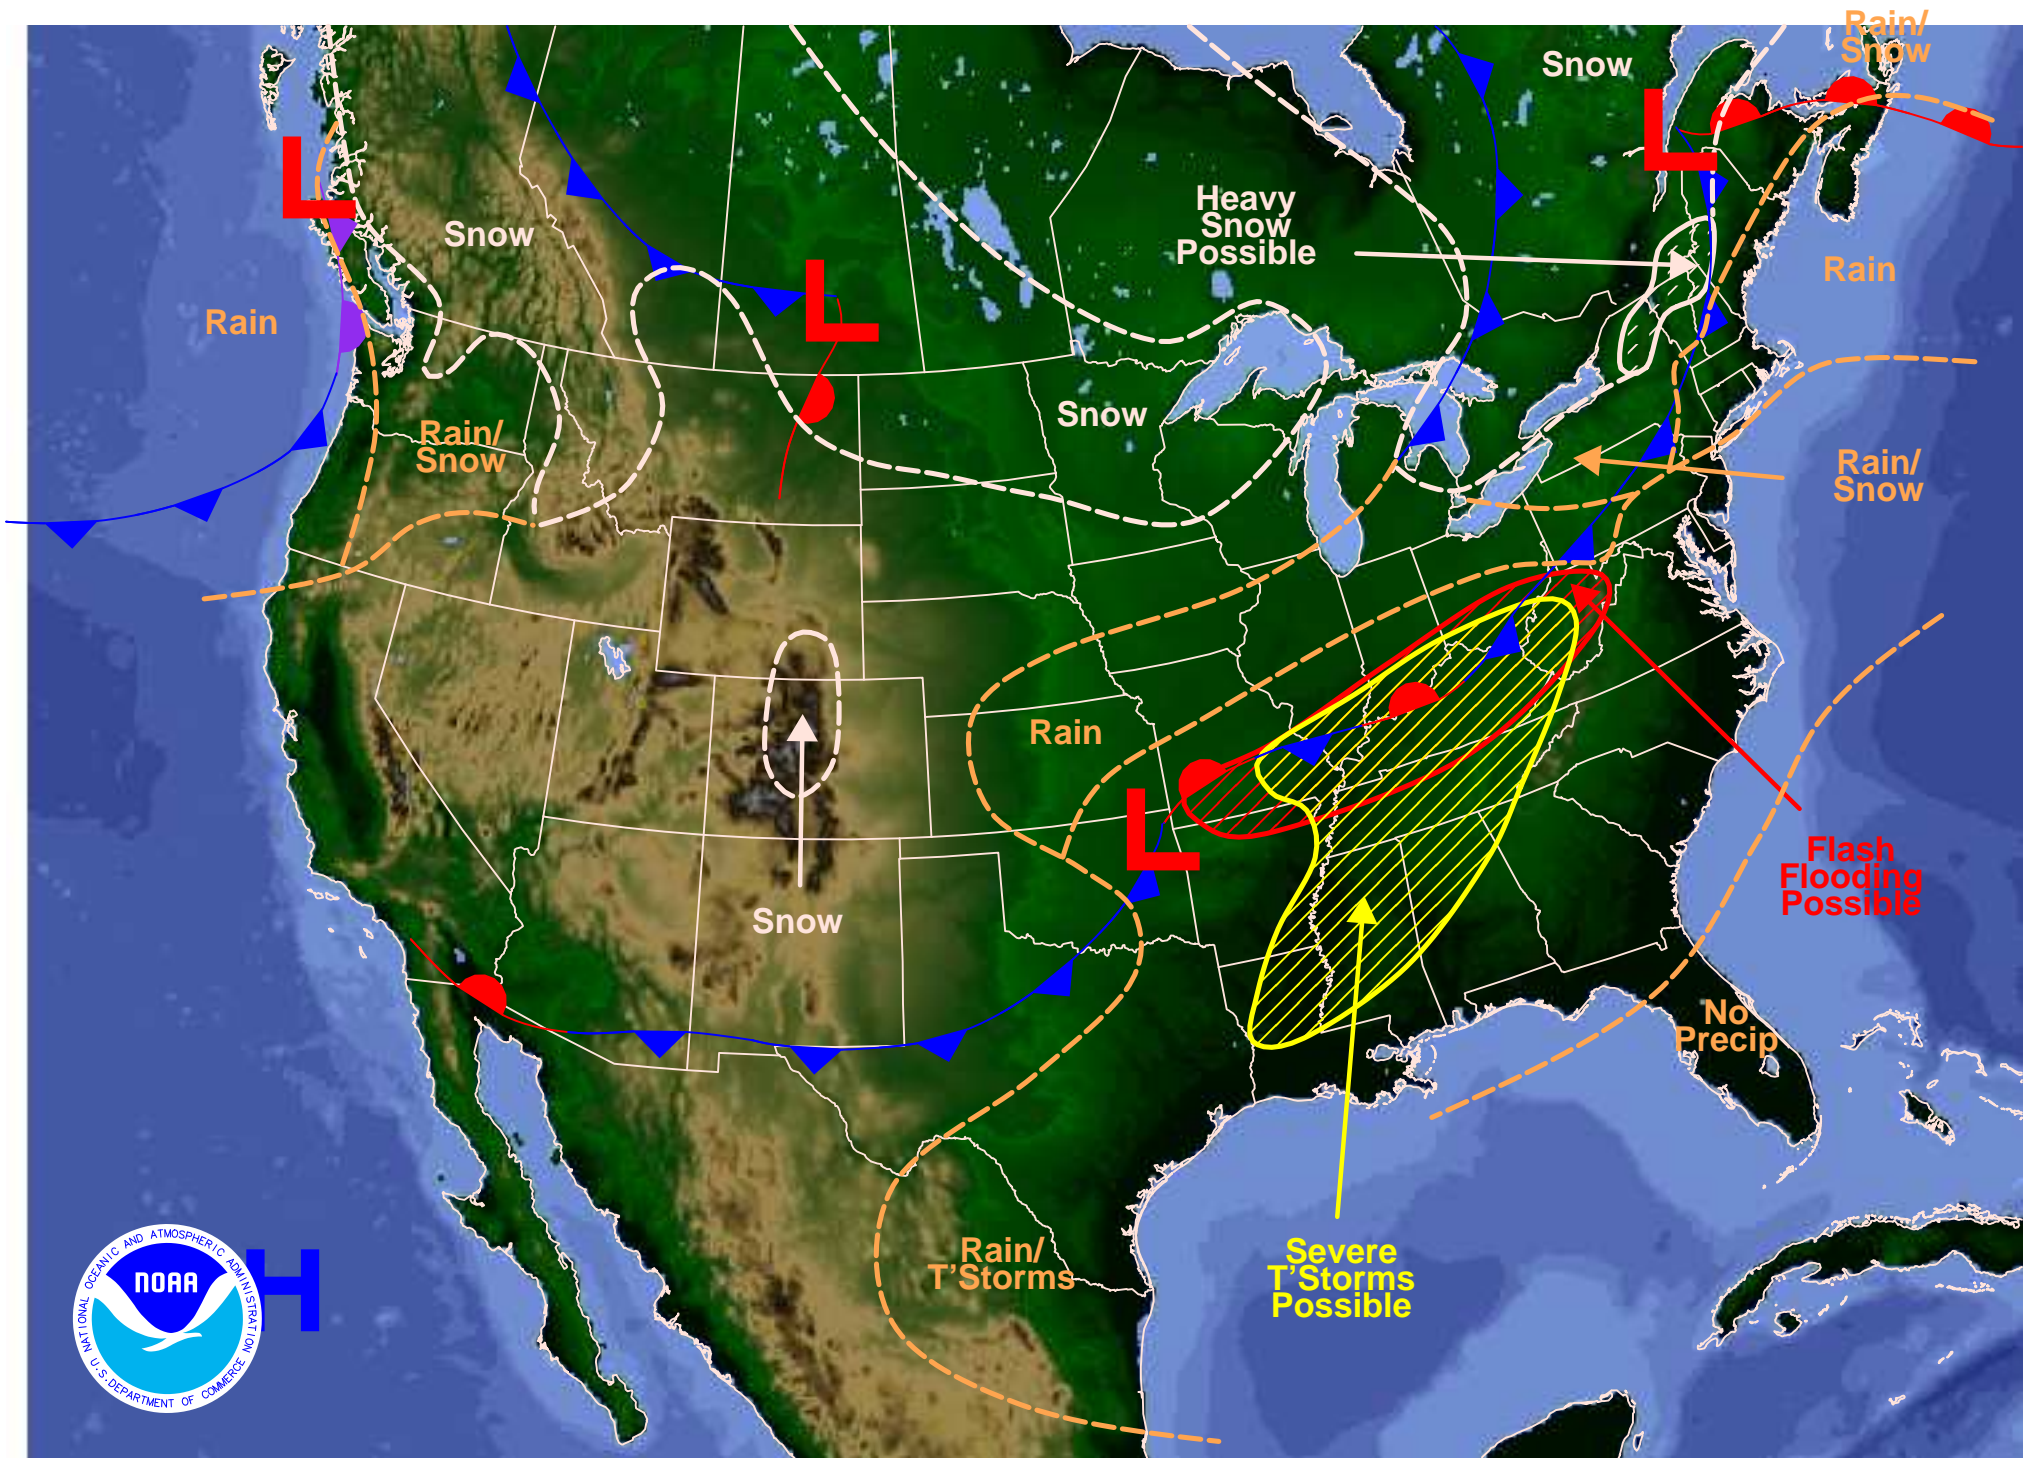 Rain/
Snow
Snow
L
L
Heavy
Snow
Possible
Snow
Rain
Rain
L
Snow
Rain/
Snow
Rain/
Snow
Rain
L
Flash
Flooding
Possible
Snow
No
Precip
Rain/
T'Storms
Severe
T'Storms
Possible
H
NATIONAL OCEANIC AND ATMOSPHERIC ADMINISTRATION
NOAA
U.S. DEPARTMENT OF COMMERCE